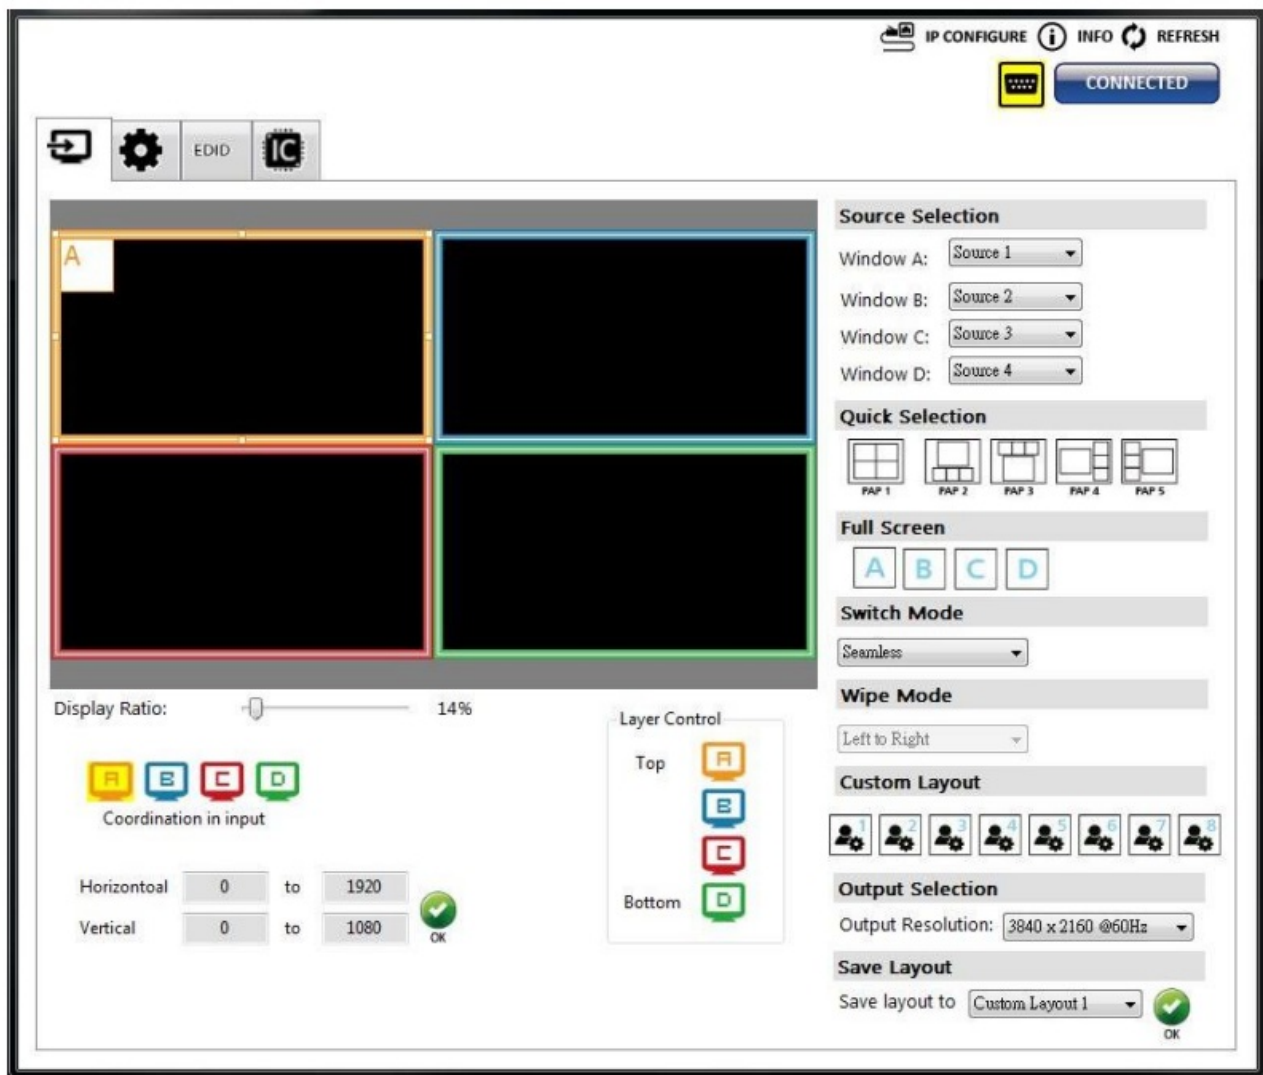 IP CONFIGURE i INFO REFRESH
CONNECTED
EDID IC
A
Source Selection
Window A: Source 1
Window B: Source 2
Window C: Source 3
Window D: Source 4
Quick Selection
PAP 1 PAP 2 PAP 3 PAP 4 PAP 5
Full Screen
A B C D
Switch Mode
Seamless
Wipe Mode
Left to Right
Custom Layout
1 2 3 4 5 6 7 8
Output Selection
Output Resolution: 3840 x 2160 @60Hz
Save Layout
Save layout to Custom Layout 1
OK
Display Ratio: 14%
A B C D
Coordination in input
Horizontoal 0 to 1920
Vertical 0 to 1080
OK
Layer Control
Top A
B
C
Bottom D